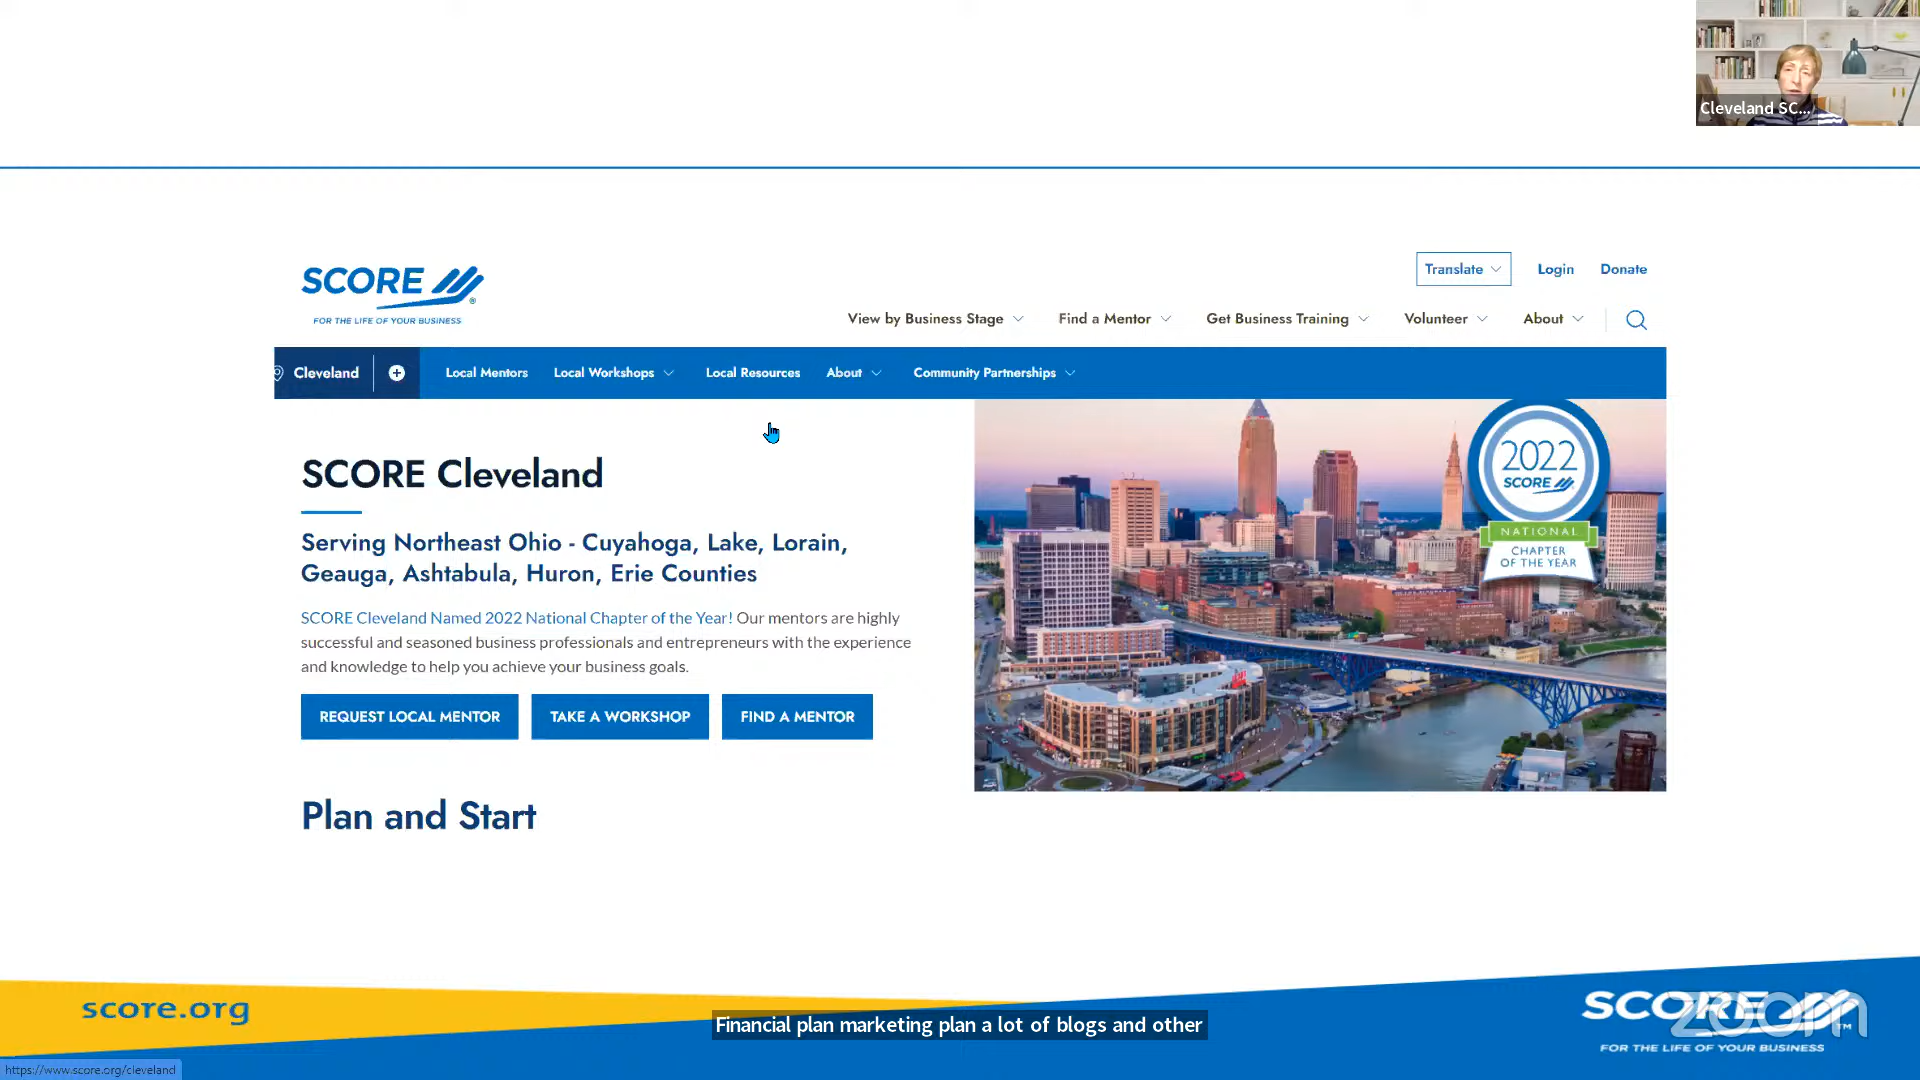 Cleveland SC...
SCORE
®
FOR THE LIFE OF YOUR BUSINESS
Translate
Login
Donate
View by Business Stage
Find a Mentor
Get Business Training
Volunteer
About
Cleveland
Local Mentors
Local Workshops
Local Resources
About
Community Partnerships
SCORE Cleveland
Serving Northeast Ohio - Cuyahoga, Lake, Lorain,
Geauga, Ashtabula, Huron, Erie Counties
SCORE Cleveland Named 2022 National Chapter of the Year! Our mentors are highly
successful and seasoned business professionals and entrepreneurs with the experience
and knowledge to help you achieve your business goals.
REQUEST LOCAL MENTOR
TAKE A WORKSHOP
FIND A MENTOR
2022
SCORE
NATIONAL
CHAPTER
OF THE YEAR
Plan and Start
score.org
Financial plan marketing plan a lot of blogs and other
SCORE
zoom
TM
FOR THE LIFE OF YOUR BUSINESS
https://www.score.org/cleveland